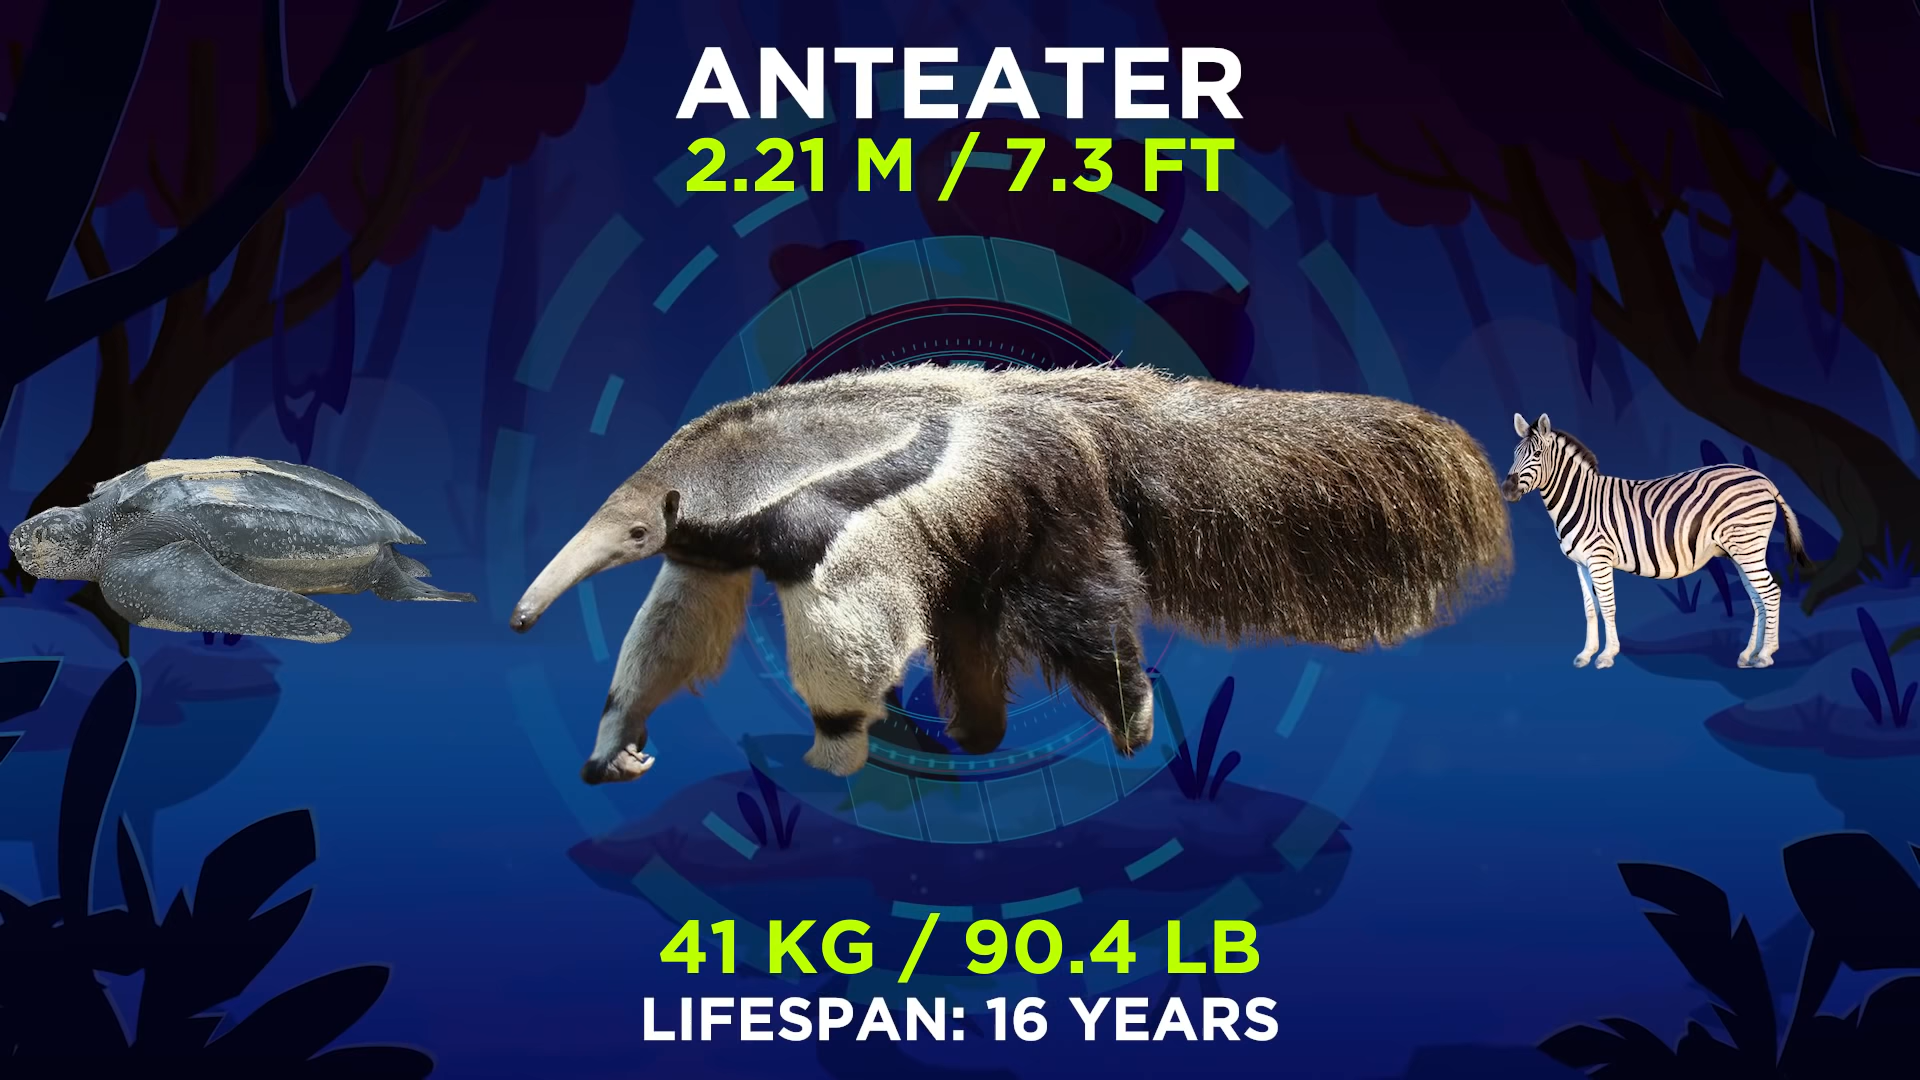 ANTEATER
2.21 M / 7.3 FT
41 KG / 90.4 LB
LIFESPAN: 16 YEARS